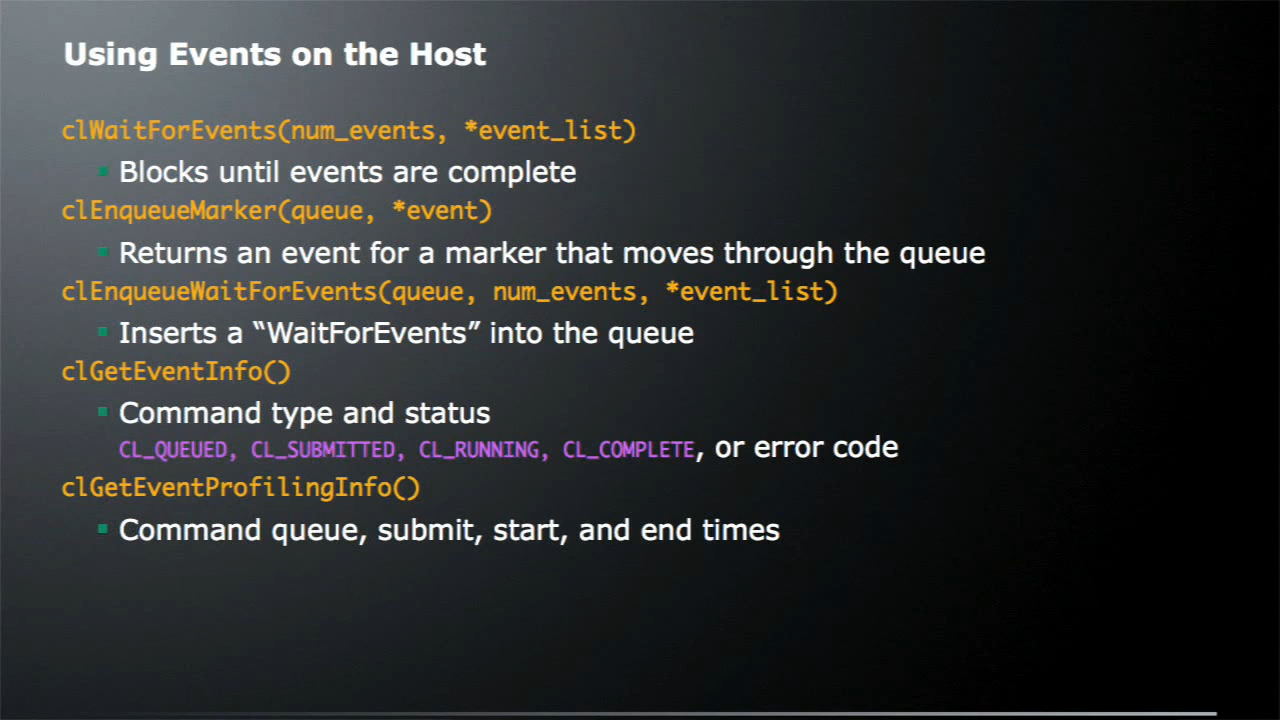 Using Events on the Host
clWaitForEvents(num_events, *event_list)
Blocks until events are complete
clEnqueueMarker(queue, *event)
Returns an event for a marker that moves through the queue
clEnqueueWaitForEvents(queue, num_events, *event_list)
Inserts a “WaitForEvents” into the queue
clGetEventInfo()
Command type and status
CL_QUEUED, CL_SUBMITTED, CL_RUNNING, CL_COMPLETE, or error code
clGetEventProfilingInfo()
Command queue, submit, start, and end times